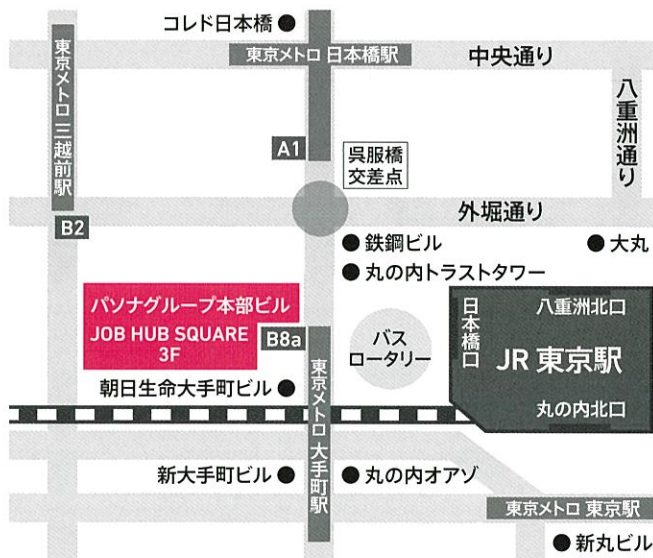 コレド日本橋
東京メトロ 日本橋駅
中央通り
東京メトロ 三越前駅
八重洲通り
A1
呉服橋
交差点
外堀通り
B2
鉄鋼ビル
大丸
丸の内トラストタワー
パソナグループ本部ビル
JOB HUB SQUARE
3F
B8a
バス
ロータリー
日本橋口
八重洲北口
JR 東京駅
丸の内北口
朝日生命大手町ビル
東京メトロ 大手町駅
新大手町ビル
丸の内オアゾ
東京メトロ 東京駅
新丸ビル